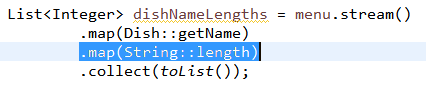 List<Integer> dishNameLengths = menu.stream()
.map(Dish::getName)
.map(String::length)
.collect(toList());